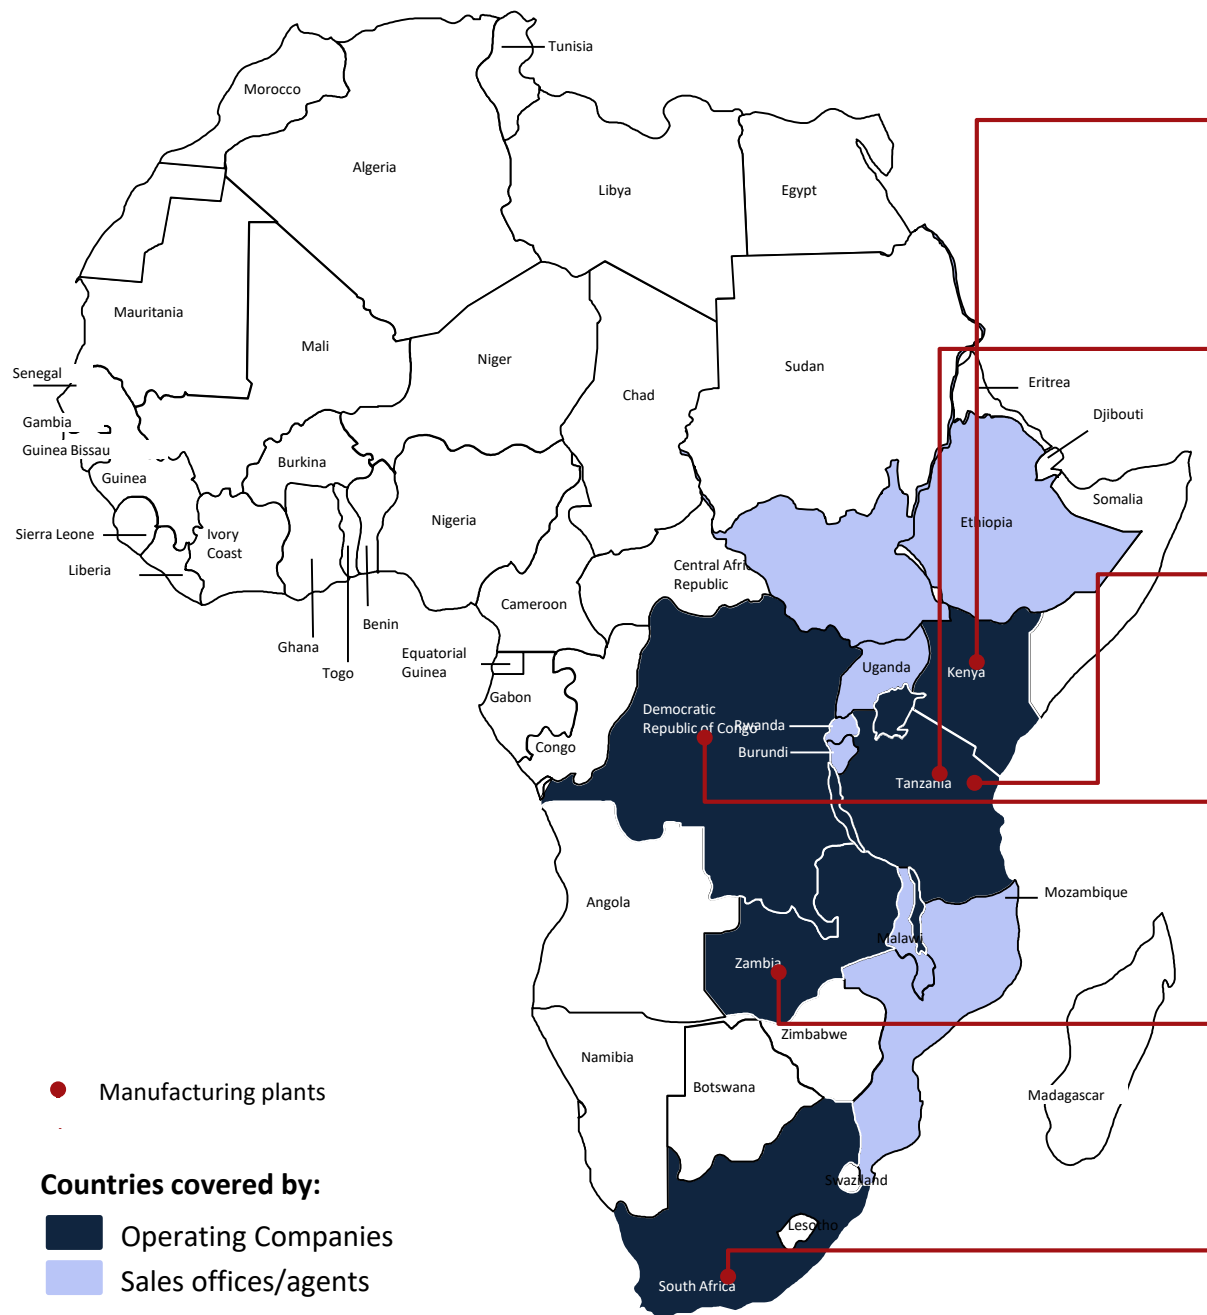 Tunisia
Morocco
Algeria
Libya
Egypt
Mauritania
Mali
Niger
Sudan
Senegal
Chad
Eritrea
Gambia
Djibouti
Guinea Bissau
Burkina
Guinea
Somalia
Nigeria
Ethiopia
Sierra Leone
Ivory
Coast
Liberia
Central Afri
Republic
Cameroon
Benin
Ghana
Togo
Equatorial
Guinea
Uganda
Kenya
Gabon
Democratic
Republic of Congo
Rwanda
Congo
Burundi
Tanzania
Mozambique
Angola
Malawi
Zambia
Zimbabwe
Namibia
Botswana
Madagascar
Manufacturing plants
Swaziland
Countries covered by:
Lesotho
Operating Companies
Sales offices/agents
South Africa